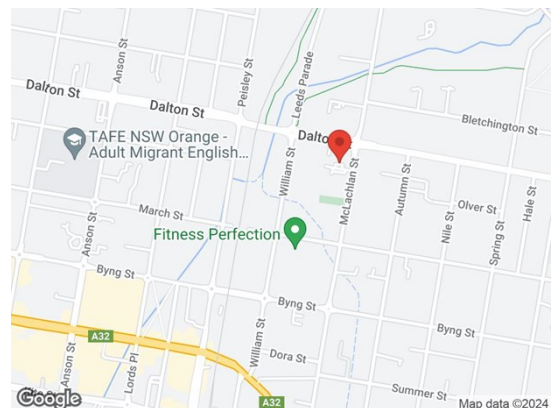 Anson St
Peisley St
Leeds Parade
Dalton St
Dalton St
Bletchington St
TAFE NSW Orange -
Adult Migrant English...
William St
McLachlan St
Autumn St
Olver St
Hale St
March St
Nile St
Spring St
Anson St
Fitness Perfection
Byng St
Byng St
Byng St
A32
Lords Pl
William St
Dora St
Anson St
Summer St
A32
Google
Map data ©2024